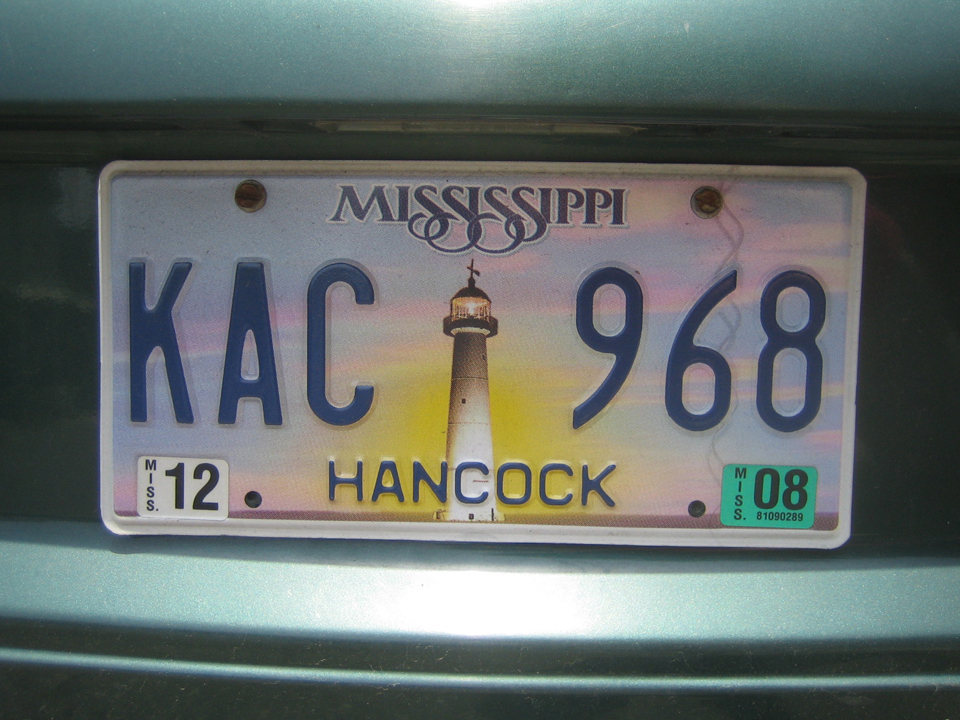 MISSISSIPPI
KAC 968
HANCOCK
MISS. 12
MISS. 08
81090289